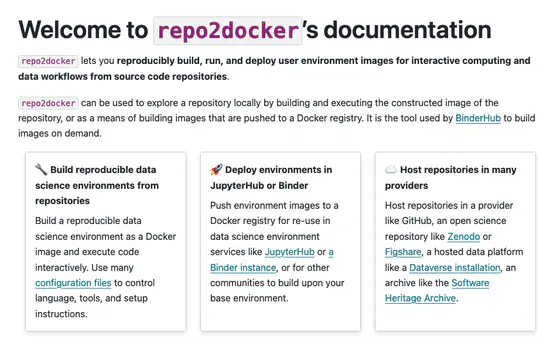 Welcome to repo2docker's documentation
repo2docker lets you reproducibly build, run, and deploy user environment images for interactive computing and
data workflows from source code repositories.
repo2docker can be used to explore a repository locally by building and executing the constructed image of the
repository, or as a means of building images that are pushed to a Docker registry. It is the tool used by BinderHub to build
images on demand.
🔧 Build reproducible data
science environments from
repositories
Build a reproducible data
science environment as a Docker
image and execute code
interactively. Use many
configuration files to control
language, tools, and setup
instructions.
🚀 Deploy environments in
JupyterHub or Binder
Push environment images to a
Docker registry for re-use in
data science environment
services like JupyterHub or a
Binder instance, or for other
communities to build upon your
base environment.
☁️ Host repositories in many
providers
Host repositories in a provider
like GitHub, an open science
repository like Zenodo or
Figshare, a hosted data platform
like a Dataverse installation, an
archive like the Software
Heritage Archive.